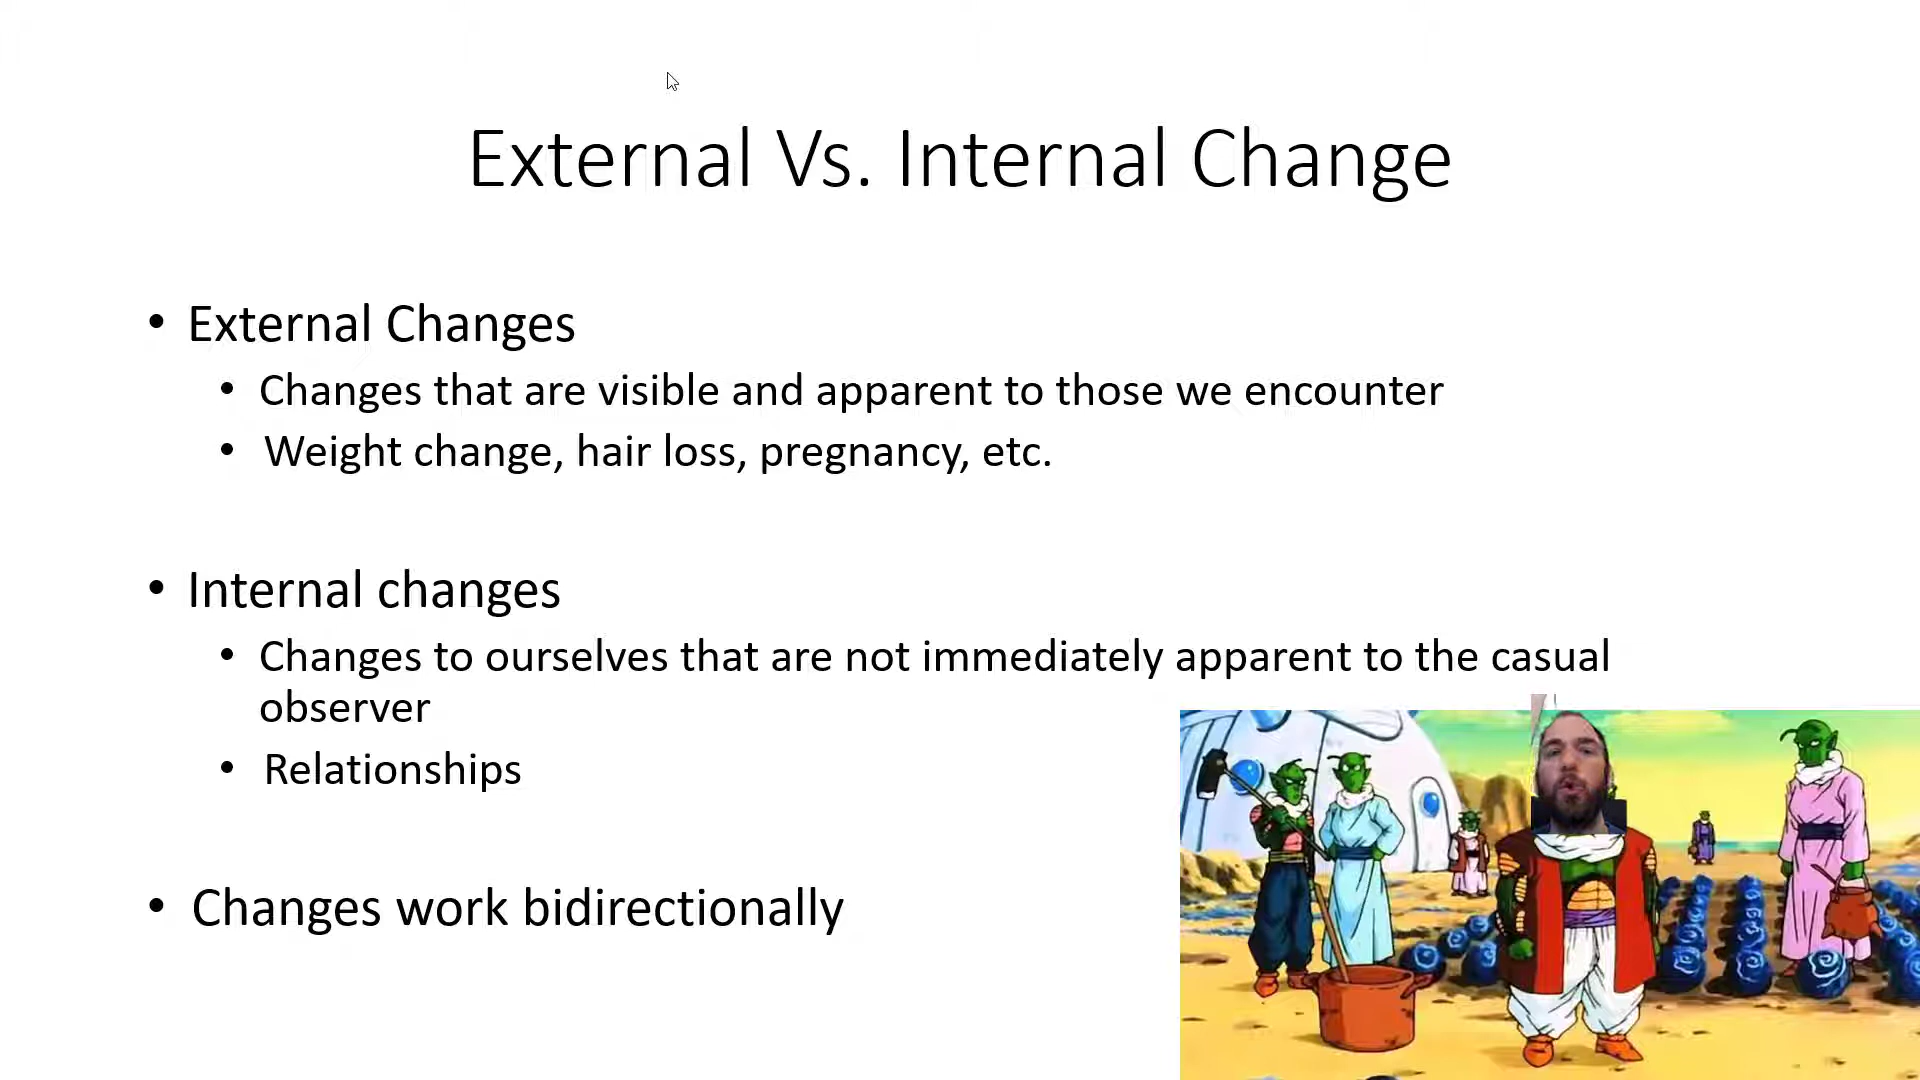 External Vs. Internal Change
• External Changes
• Changes that are visible and apparent to those we encounter
• Weight change, hair loss, pregnancy, etc.
• Internal changes
• Changes to ourselves that are not immediately apparent to the casual
observer
• Relationships
• Changes work bidirectionally